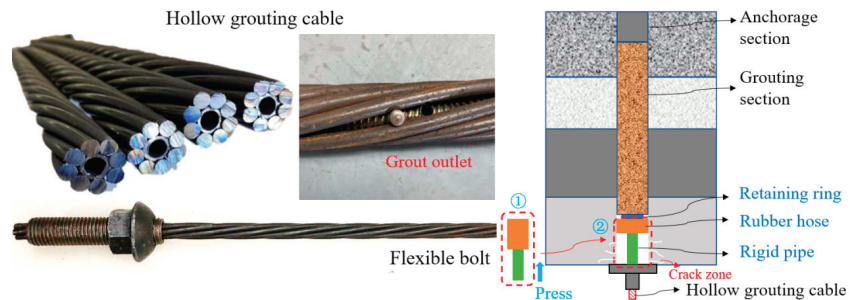 Hollow grouting cable
Grout outlet
Flexible bolt
①
Press
②
Anchorage
section
Grouting
section
Retaining ring
Rubber hose
Rigid pipe
Crack zone
Hollow grouting cable